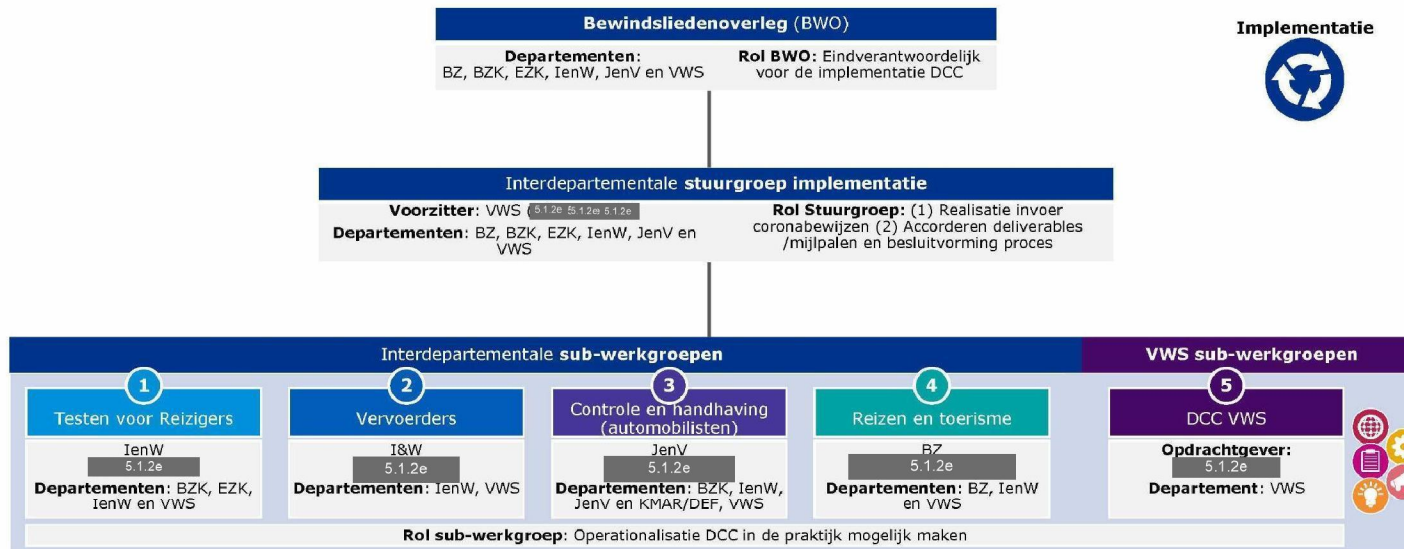 Bewindsliedenoverleg (BWO)
Departementen:
BZ, BZK, EZK, IenW, JenV en VWS
Rol BWO: Eindverantwoordelijk
voor de implementatie DCC
Implementatie
Interdepartementale stuurgroep implementatie
Voorzitter: VWS (5.1.2e 5.1.2e 5.1.2e
Departementen: BZ, BZK, EZK, IenW, JenV en
VWS
Rol Stuurgroep: (1) Realisatie invoer
coronabewijzen (2) Accorderen deliverables
/mijlpalen en besluitvorming proces
Interdepartementale sub-werkgroepen
VWS sub-werkgroepen
1
Testen voor Reizigers
IenW
5.1.2e
Departementen: BZK, EZK,
IenW en VWS
2
Vervoerders
I&W
5.1.2e
Departementen: IenW, VWS
3
Controle en handhaving
(automobilisten)
JenV
5.1.2e
Departementen: BZK, IenW,
JenV en KMAR/DEF, VWS
4
Reizen en toerisme
BZ
5.1.2e
Departementen: BZ, IenW
en VWS
5
DCC VWS
Opdrachtgever:
5.1.2e
Departement: VWS
Rol sub-werkgroep: Operationalisatie DCC in de praktijk mogelijk maken